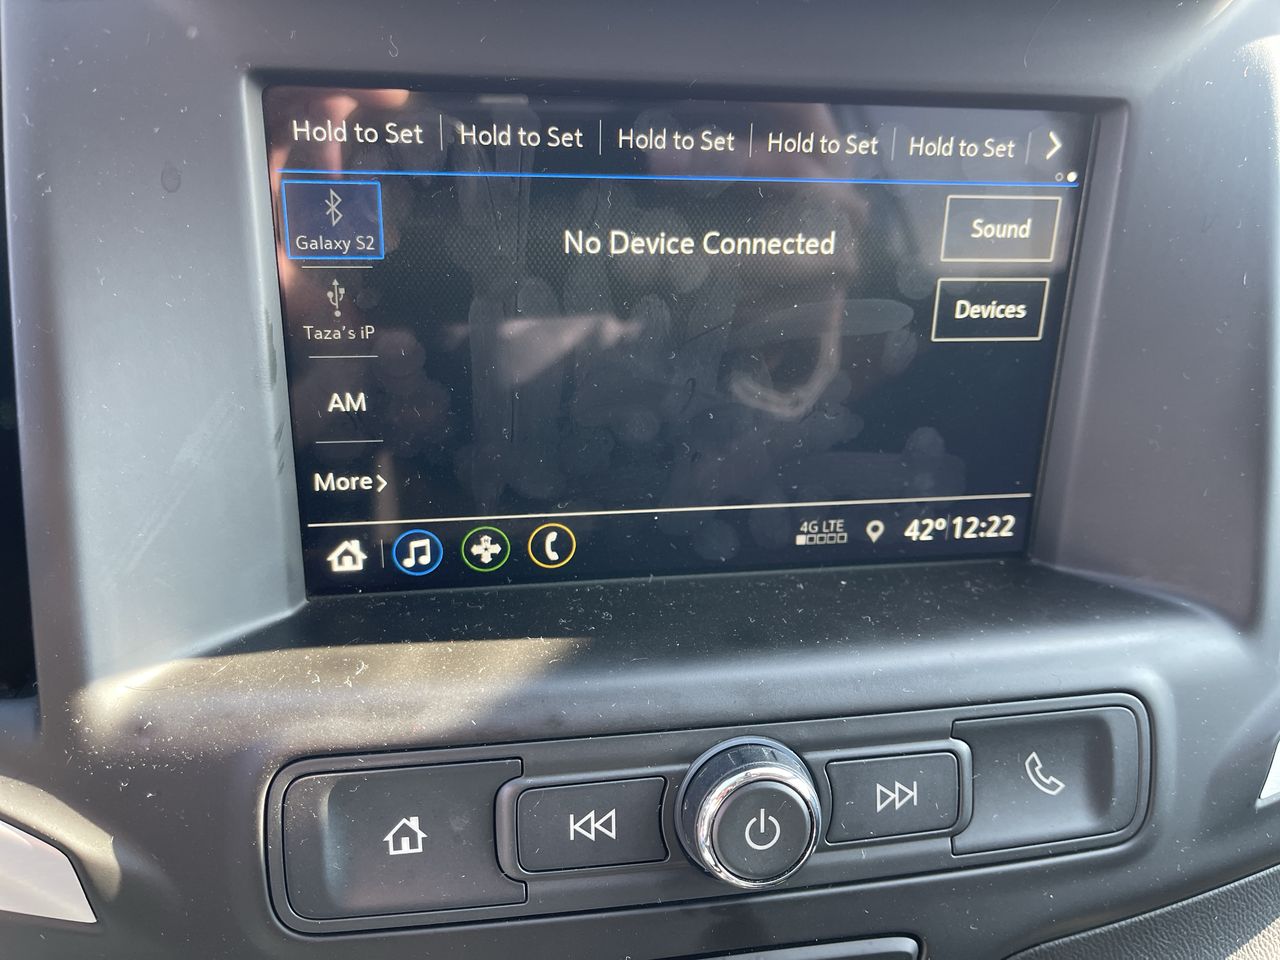 Hold to Set
Hold to Set
Hold to Set
Hold to Set
Hold to Set
Galaxy S2
No Device Connected
Sound
Taza's iP
Devices
AM
More
4G LTE
42° 12:22